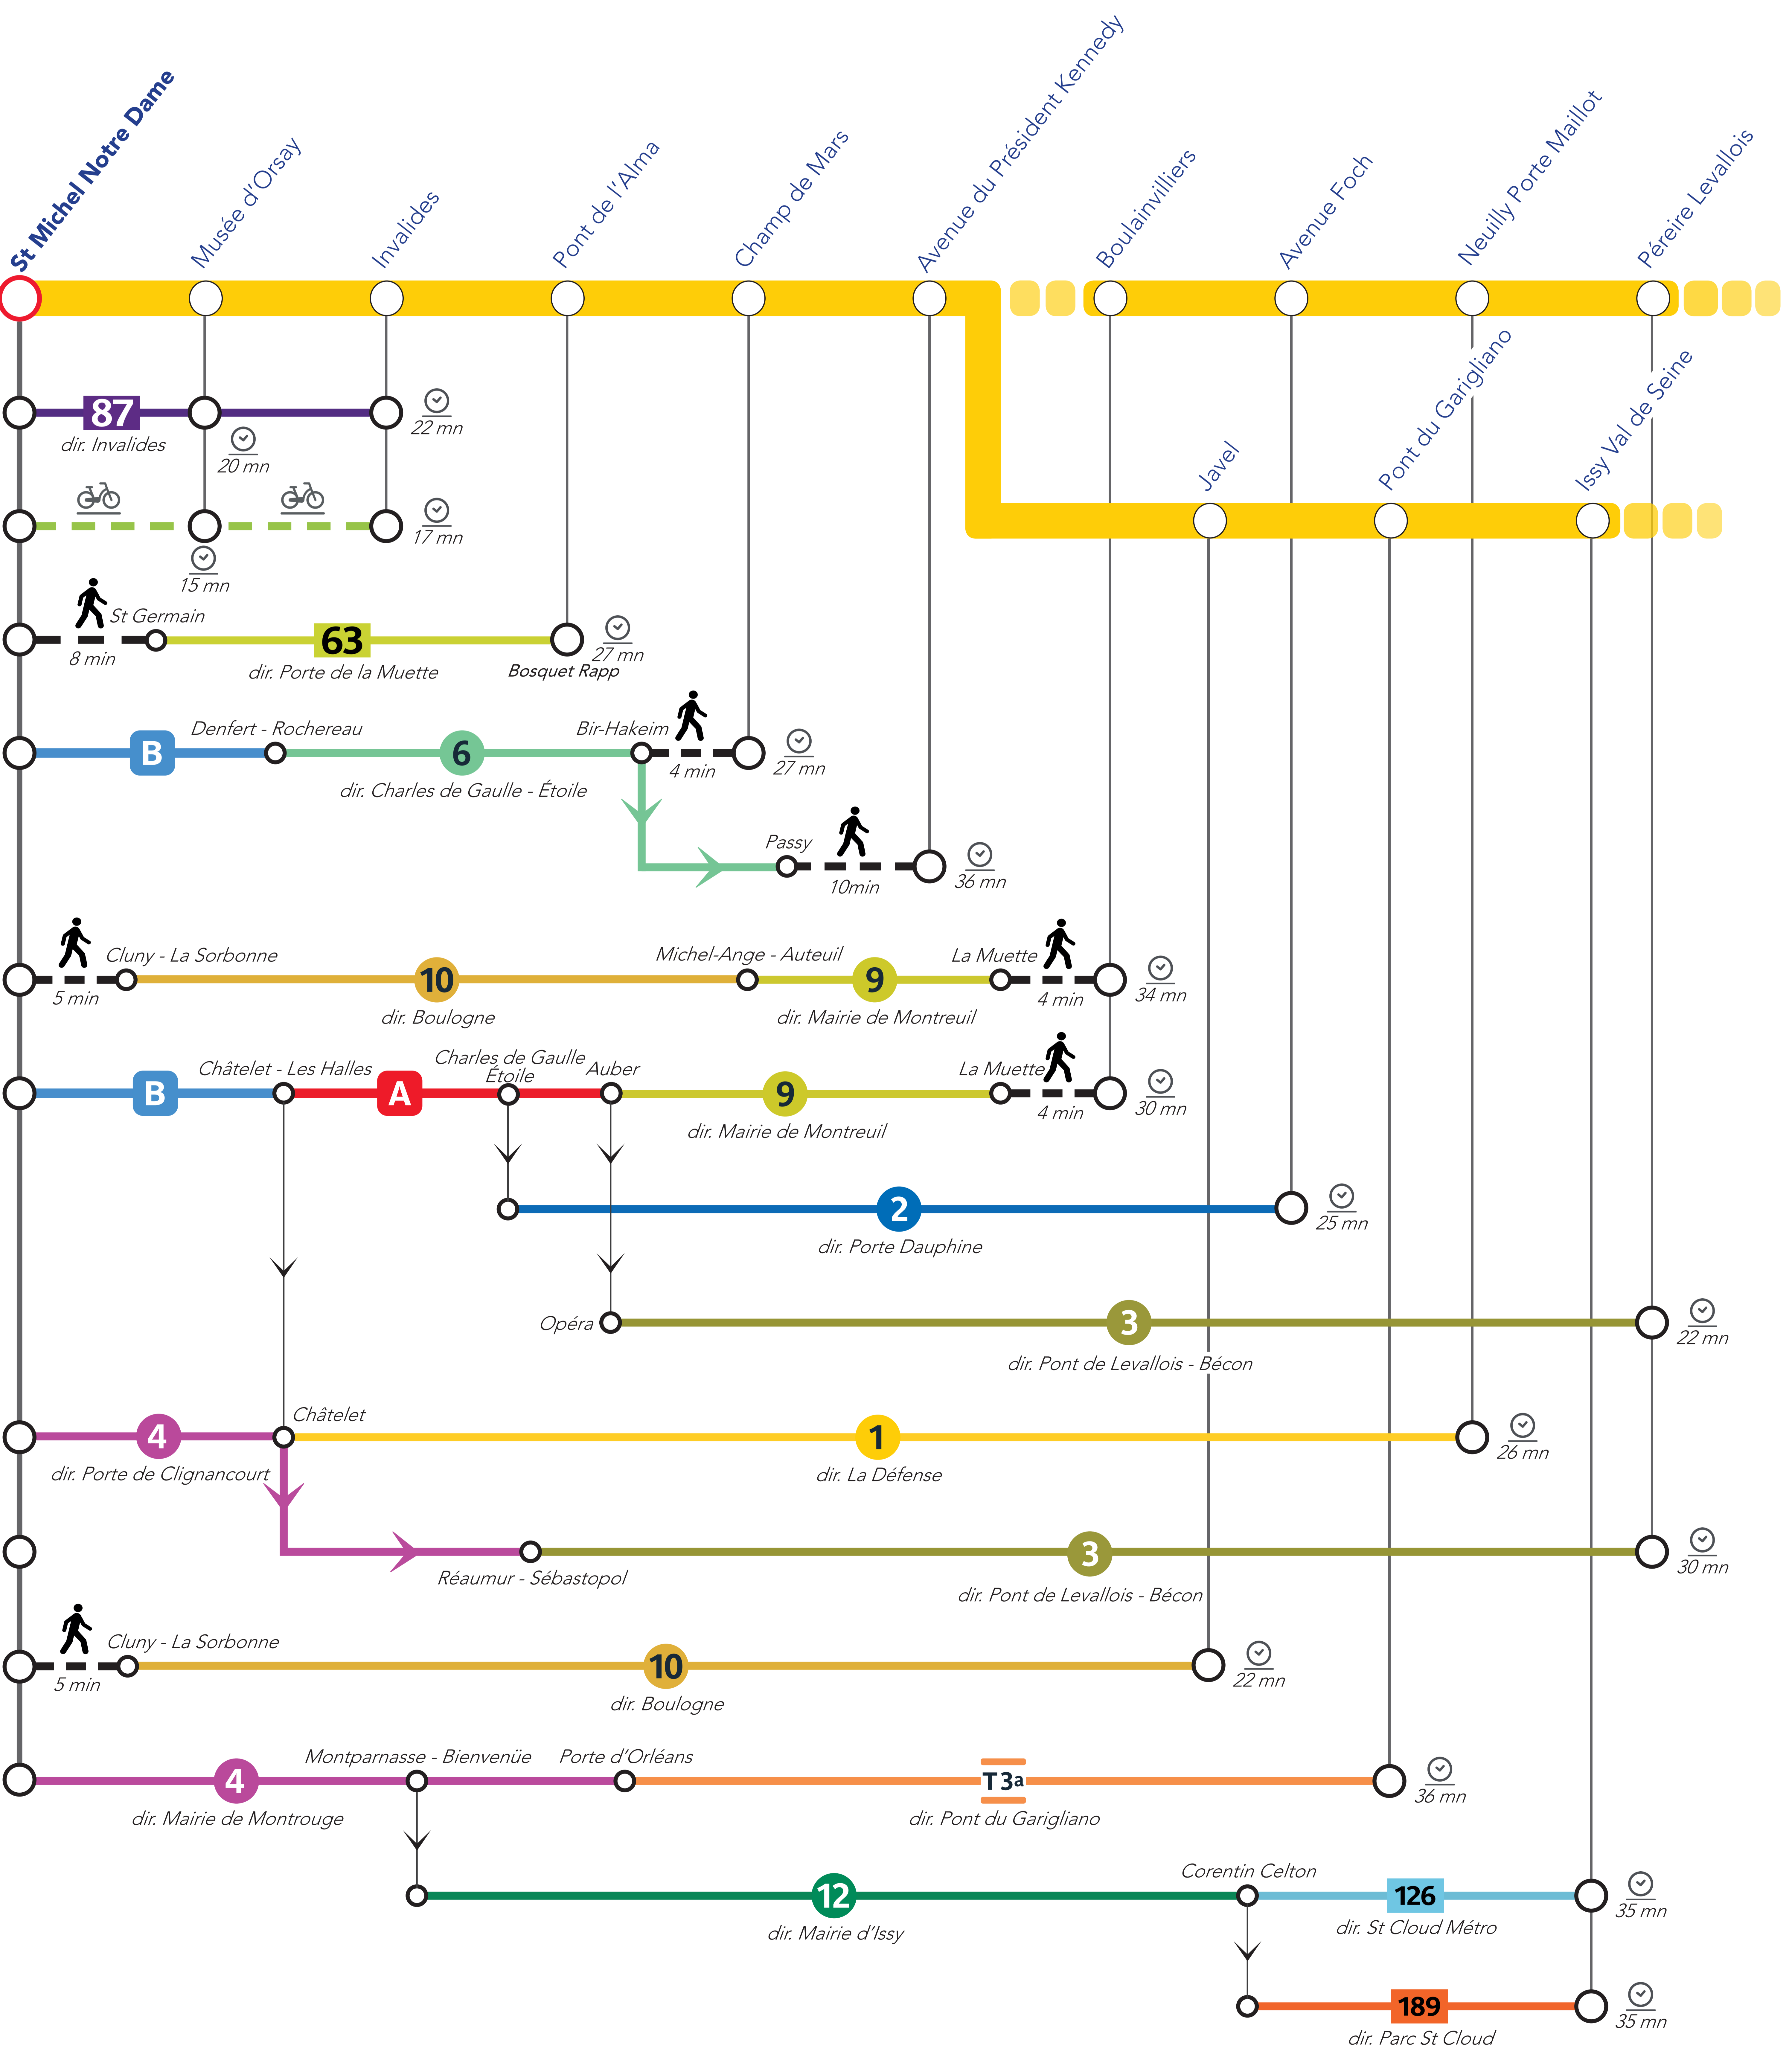 St Michel Notre Dame
Musée d'Orsay
Invalides
Pont de l'Alma
Champ de Mars
Avenue du Président Kennedy
Boulainvilliers
Avenue Foch
Neuilly Porte Maillot
Péreire Levallois
Javel
Pont du Garigliano
Issy Val de Seine
87
dir. Invalides
20 mn
22 mn
15 mn
17 mn
St Germain
8 min
63
dir. Porte de la Muette
Bosquet Rapp
27 mn
B
Denfert - Rochereau
6
dir. Charles de Gaulle - Étoile
Bir-Hakeim
4 min
27 mn
Passy
10min
36 mn
5 min
Cluny - La Sorbonne
10
dir. Boulogne
Michel-Ange - Auteuil
9
dir. Mairie de Montreuil
La Muette
4 min
34 mn
B
Châtelet - Les Halles
A
Charles de Gaulle
Étoile
Auber
9
dir. Mairie de Montreuil
La Muette
4 min
30 mn
2
dir. Porte Dauphine
25 mn
Opéra
3
dir. Pont de Levallois - Bécon
22 mn
4
dir. Porte de Clignancourt
Châtelet
1
dir. La Défense
26 mn
Réaumur - Sébastopol
3
dir. Pont de Levallois - Bécon
30 mn
5 min
Cluny - La Sorbonne
10
dir. Boulogne
22 mn
4
dir. Mairie de Montrouge
Montparnasse - Bienvenüe
Porte d'Orléans
T3a
dir. Pont du Garigliano
36 mn
12
dir. Mairie d'Issy
Corentin Celton
126
dir. St Cloud Métro
35 mn
189
dir. Parc St Cloud
35 mn